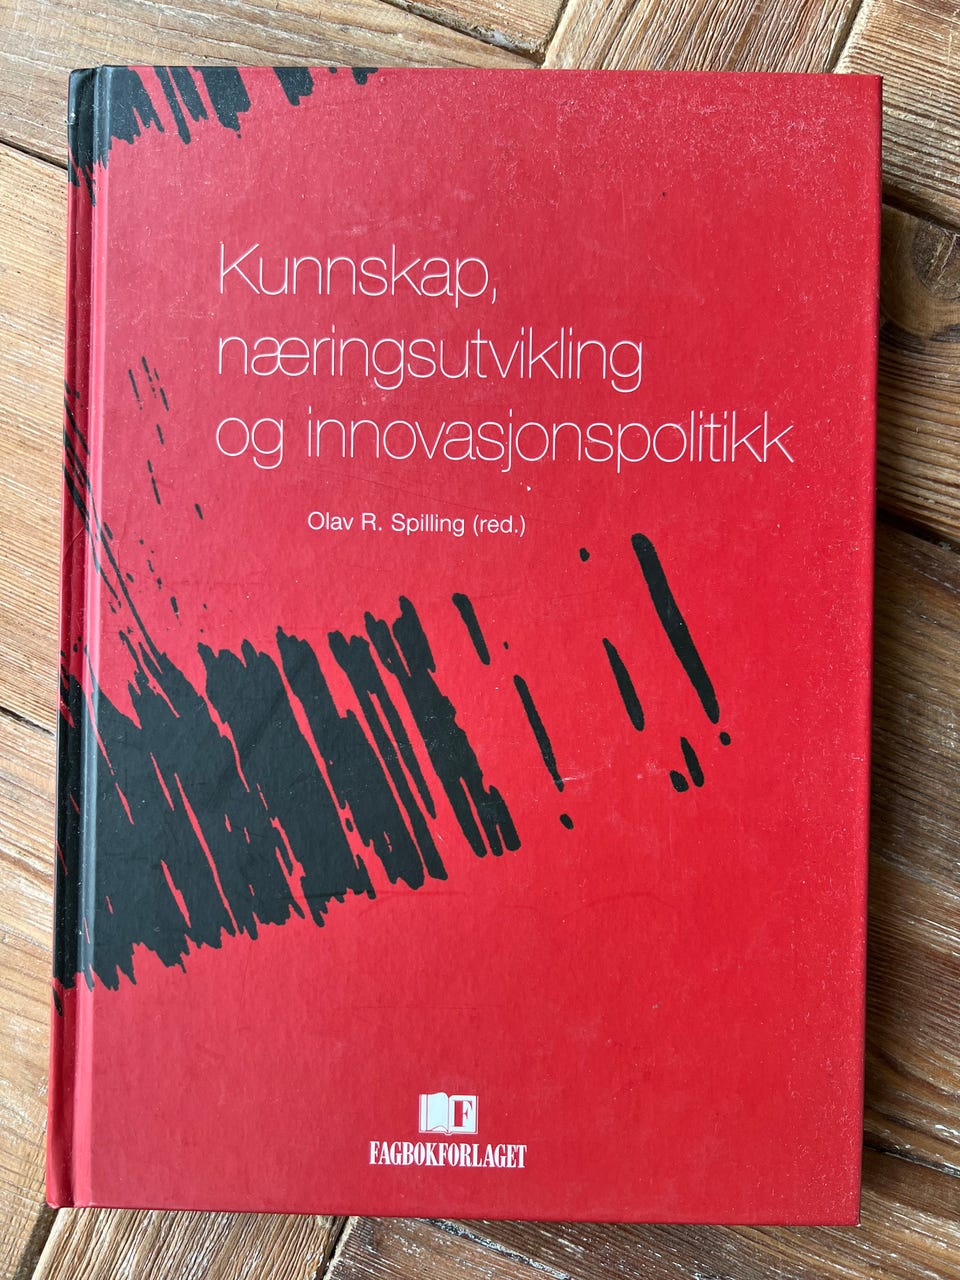 Kunnskap,
næringsutvikling
og innovasjonspolitikk
Olav R. Spilling (red.)
F
FAGBOKFORLAGET